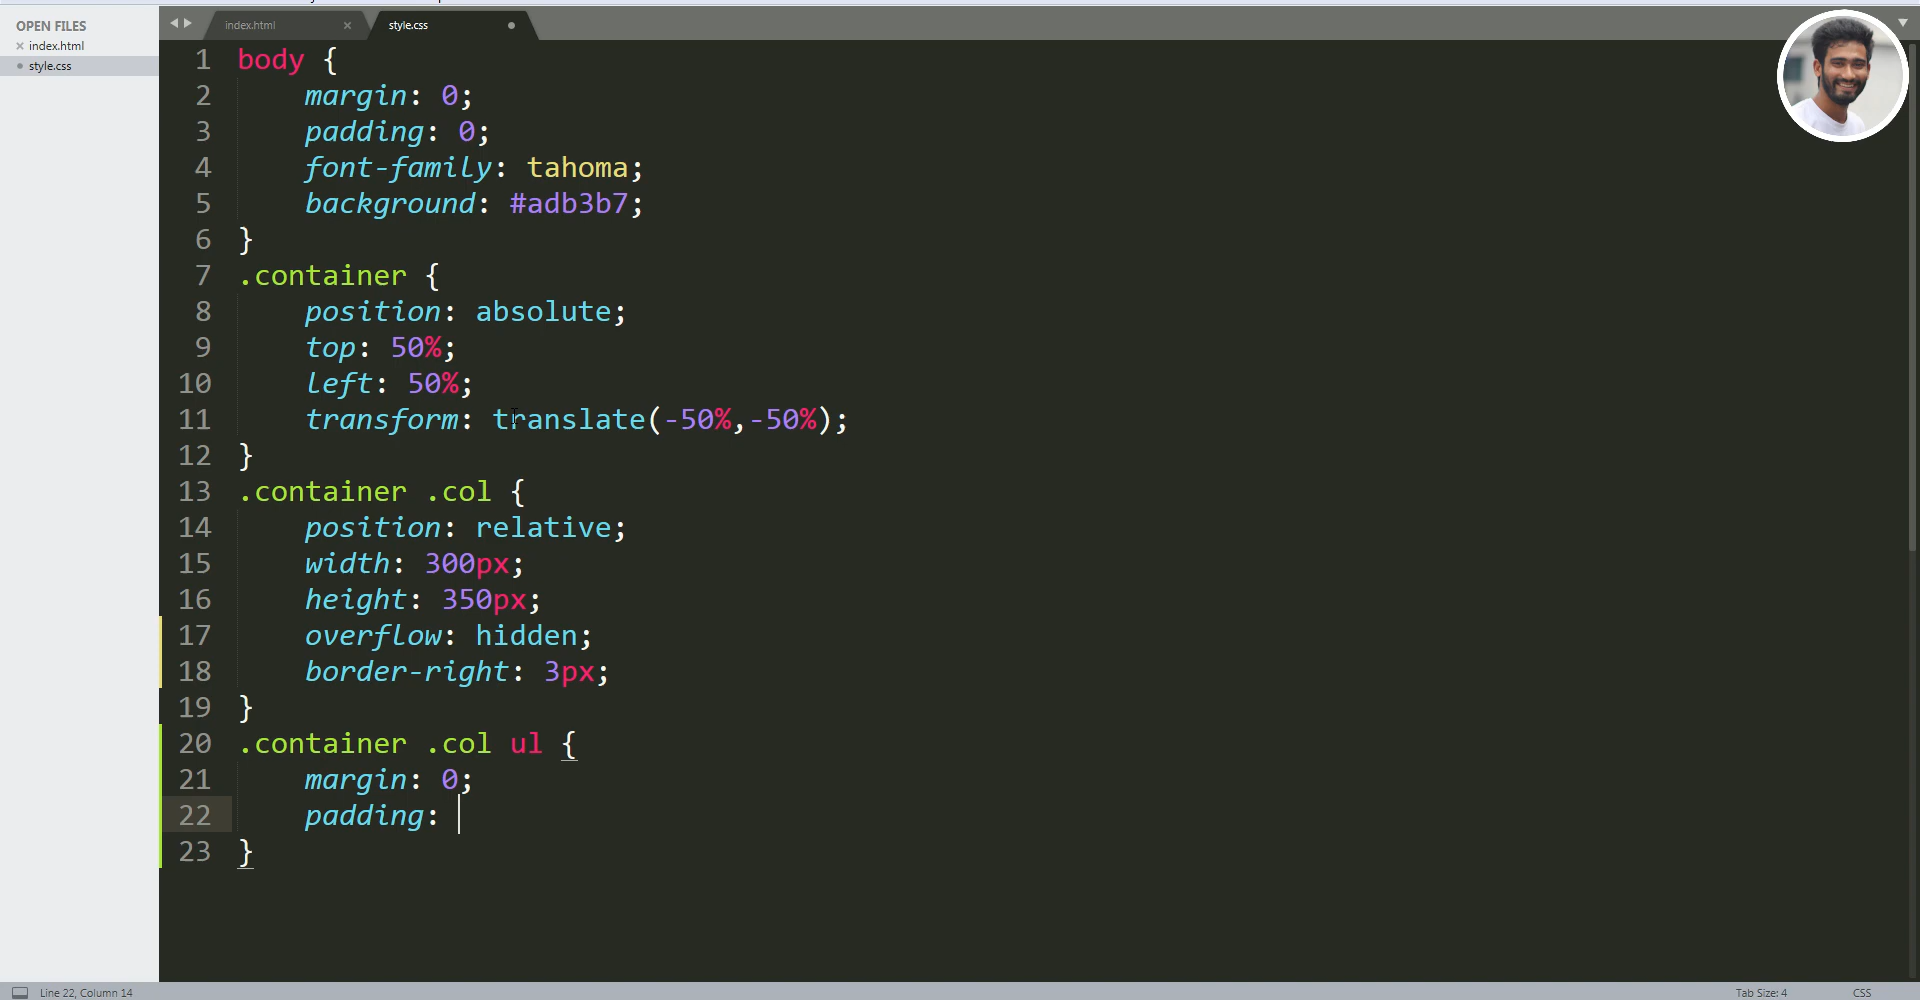 OPEN FILES
index.html
style.css
index.html
style.css
1 body {
2 margin: 0;
3 padding: 0;
4 font-family: tahoma;
5 background: #adb3b7;
6 }
7 .container {
8 position: absolute;
9 top: 50%;
10 left: 50%;
11 transform: translate(-50%,-50%);
12 }
13 .container .col {
14 position: relative;
15 width: 300px;
16 height: 350px;
17 overflow: hidden;
18 border-right: 3px;
19 }
20 .container .col ul {
21 margin: 0;
22 padding:
23 }
Line 22, Column 14
Tab Size: 4
CSS